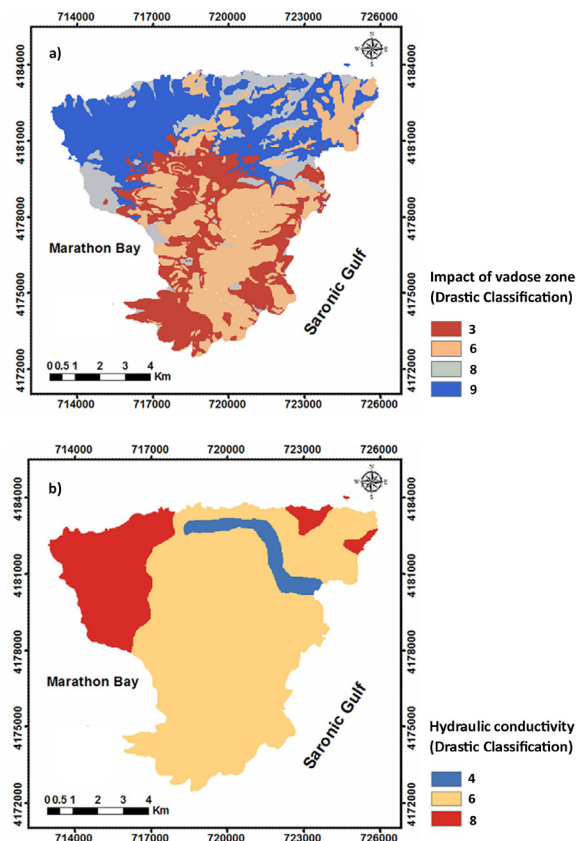 714000 717000 720000 723000 726000
a)
N
W E
S
4184000 4184000
4181000 4181000
4178000 4178000
4175000 4175000
4172000 4172000
Marathon Bay
Saronic Gulf
0 0.5 1 2 3 4
Km
714000 717000 720000 723000 726000
Impact of vadose zone
(Drastic Classification)
3
6
8
9
714000 717000 720000 723000 726000
b)
N
W E
S
4184000 4184000
4181000 4181000
4178000 4178000
4175000 4175000
4172000 4172000
Marathon Bay
Saronic Gulf
0 0.5 1 2 3 4
Km
714000 717000 720000 723000 726000
Hydraulic conductivity
(Drastic Classification)
4
6
8